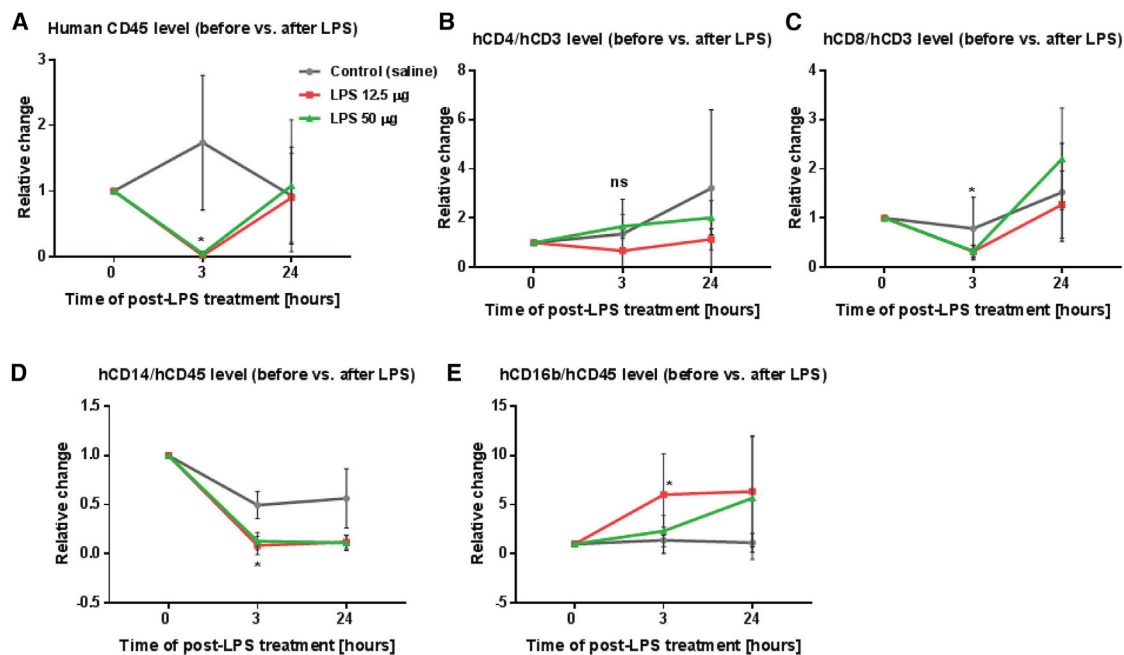 A
Human CD45 level (before vs. after LPS)
Relative change
3
2
1
0
*
Control (saline)
LPS 12.5 µg
LPS 50 µg
0 3 24
Time of post-LPS treatment [hours]
B
hCD4/hCD3 level (before vs. after LPS)
Relative change
8
6
4
2
0
ns
0 3 24
Time of post-LPS treatment [hours]
C
hCD8/hCD3 level (before vs. after LPS)
Relative change
4
3
2
1
0
*
0 3 24
Time of post-LPS treatment [hours]
D
hCD14/hCD45 level (before vs. after LPS)
Relative change
1.5
1.0
0.5
0.0
-0.5
*
0 3 24
Time of post-LPS treatment [hours]
E
hCD16b/hCD45 level (before vs. after LPS)
Relative change
15
10
5
0
-5
*
0 3 24
Time of post-LPS treatment [hours]